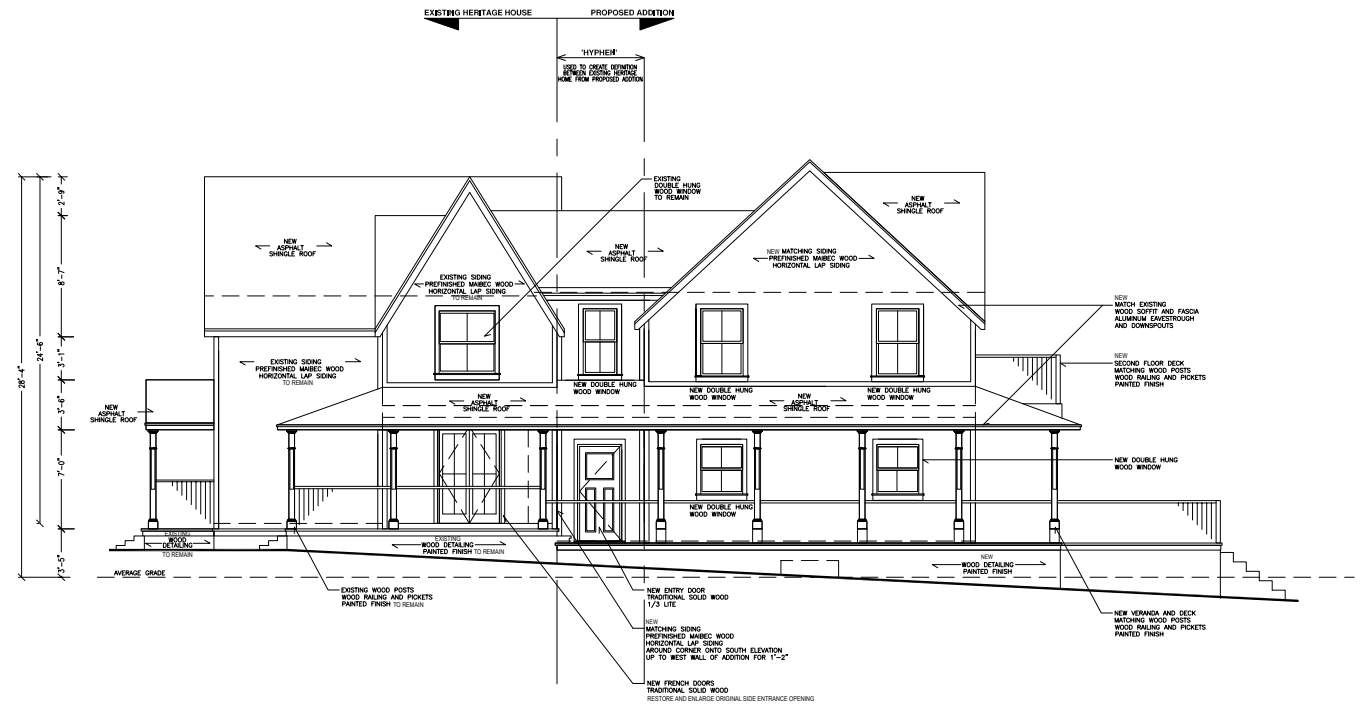 EXISTING HERITAGE HOUSE
PROPOSED ADDITION
'HYPHEN'
USED TO CREATE DEFINITION
BETWEEN EXISTING HERITAGE
HOME FROM PROPOSED ADDTION
EXISTING
DOUBLE HUNG
WOOD WINDOW
TO REMAIN
NEW
ASPHALT
SHINGLE ROOF
NEW
ASPHALT
SHINGLE ROOF
NEW
ASPHALT
SHINGLE ROOF
NEW MATCHING SIDING
PREFINISHED MAIBEC WOOD
HORIZONTAL LAP SIDING
EXISTING SIDING
PREFINISHED MAIBEC WOOD
HORIZONTAL LAP SIDING
TO REMAIN
NEW
MATCH EXISTING
WOOD SOFFIT AND FASCIA
ALUMINUM EAVESTROUGH
AND DOWNSPOUTS
28'-4"
24'-6"
2'-9"
8'-7"
3'-1"
3'-6"
7'-0"
3'-5"
EXISTING SIDING
PREFINISHED MAIBEC WOOD
HORIZONTAL LAP SIDING
TO REMAIN
NEW
SECOND FLOOR DECK
MATCHING WOOD POSTS
WOOD RAILING AND PICKETS
PAINTED FINISH
NEW DOUBLE HUNG
WOOD WINDOW
NEW DOUBLE HUNG
WOOD WINDOW
NEW DOUBLE HUNG
WOOD WINDOW
NEW
ASPHALT
SHINGLE ROOF
NEW
ASPHALT
SHINGLE ROOF
NEW
ASPHALT
SHINGLE ROOF
NEW DOUBLE HUNG
WOOD WINDOW
NEW DOUBLE HUNG
WOOD WINDOW
EXISTING
WOOD
DETAILING
TO REMAIN
EXISTING
WOOD DETAILING
PAINTED FINISH TO REMAIN
NEW
WOOD DETAILING
PAINTED FINISH
AVERAGE GRADE
EXISTING WOOD POSTS
WOOD RAILING AND PICKETS
PAINTED FINISH TO REMAIN
NEW ENTRY DOOR
TRADITIONAL SOLID WOOD
1/3 LITE
NEW
MATCHING SIDING
PREFINISHED MAIBEC WOOD
HORIZONTAL LAP SIDING
AROUND CORNER ONTO SOUTH ELEVATION
UP TO WEST WALL OF ADDITION FOR 1'-2"
NEW VERANDA AND DECK
MATCHING WOOD POSTS
WOOD RAILING AND PICKETS
PAINTED FINISH
NEW FRENCH DOORS
TRADITIONAL SOLID WOOD
RESTORE AND ENLARGE ORIGINAL SIDE ENTRANCE OPENING